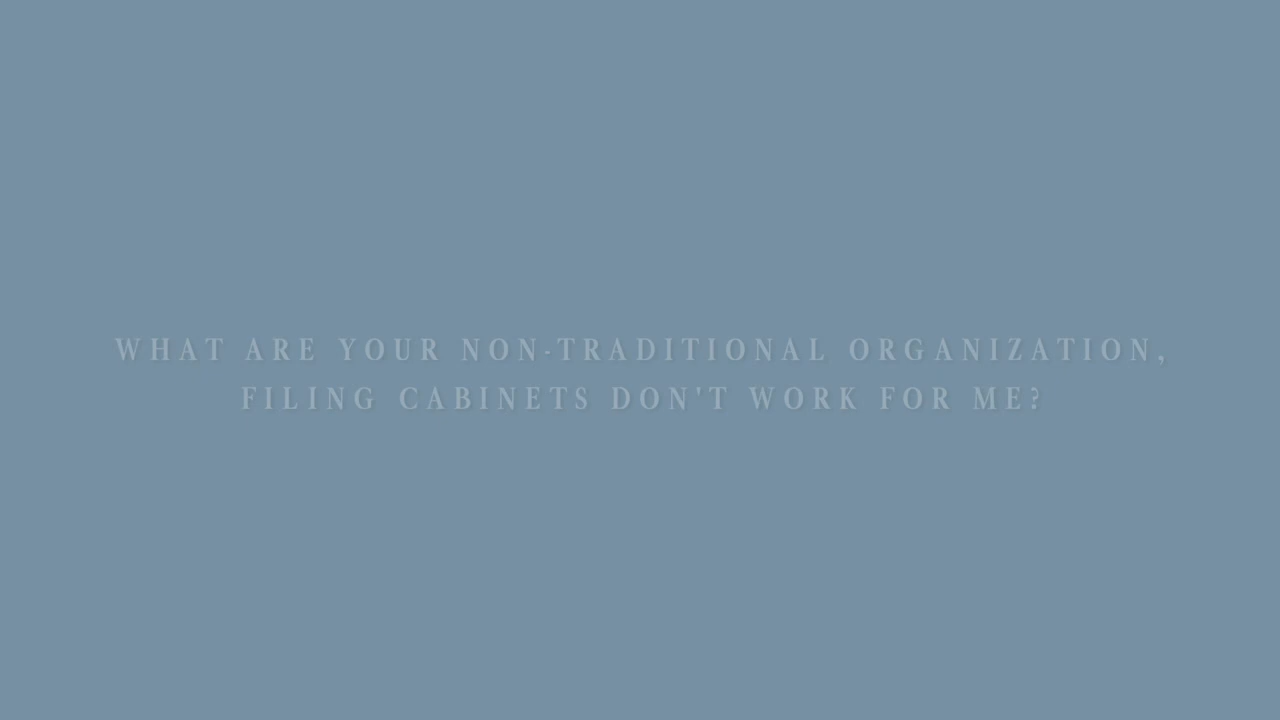 WHAT ARE YOUR NON-TRADITIONAL ORGANIZATION,
FILING CABINETS DON'T WORK FOR ME?